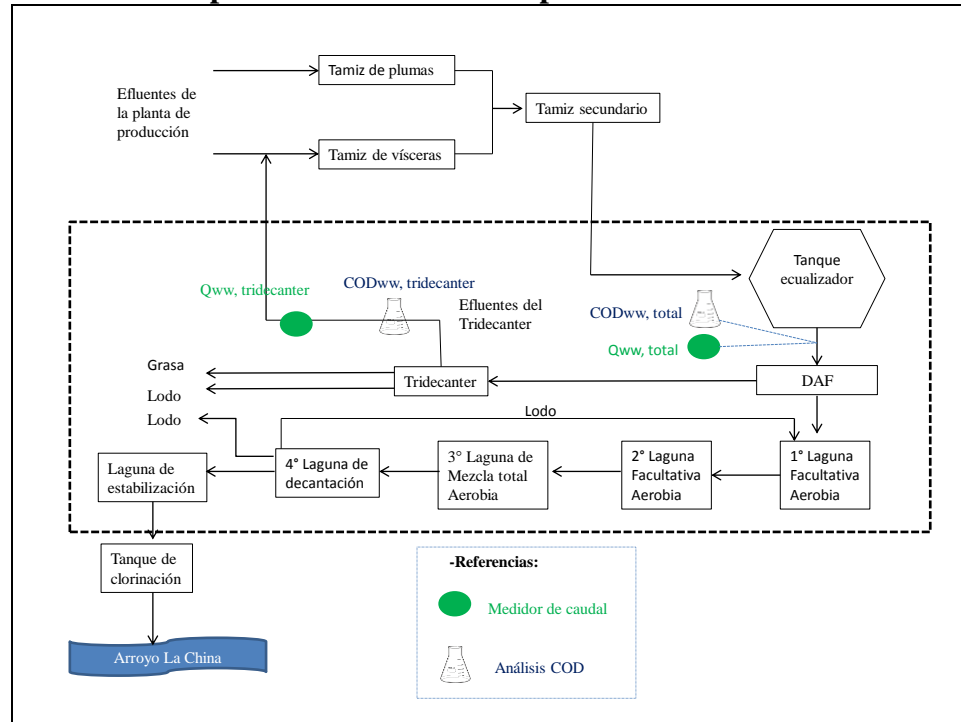 Tamiz de plumas
Efluentes de
la planta de
producción
Tamiz secundario
Tamiz de vísceras
Tanque
ecualizador
Qww, tridecanter
CODww, tridecanter
Efluentes del
Tridecanter
CODww, total
Qww, total
Grasa
Tridecanter
DAF
Lodo
Lodo
Lodo
Laguna de
estabilización
4° Laguna de
decantación
3° Laguna de
Mezcla total
Aerobia
2° Laguna
Facultativa
Aerobia
1° Laguna
Facultativa
Aerobia
Tanque de
clorinación
-Referencias:
Medidor de caudal
Arroyo La China
Análisis COD